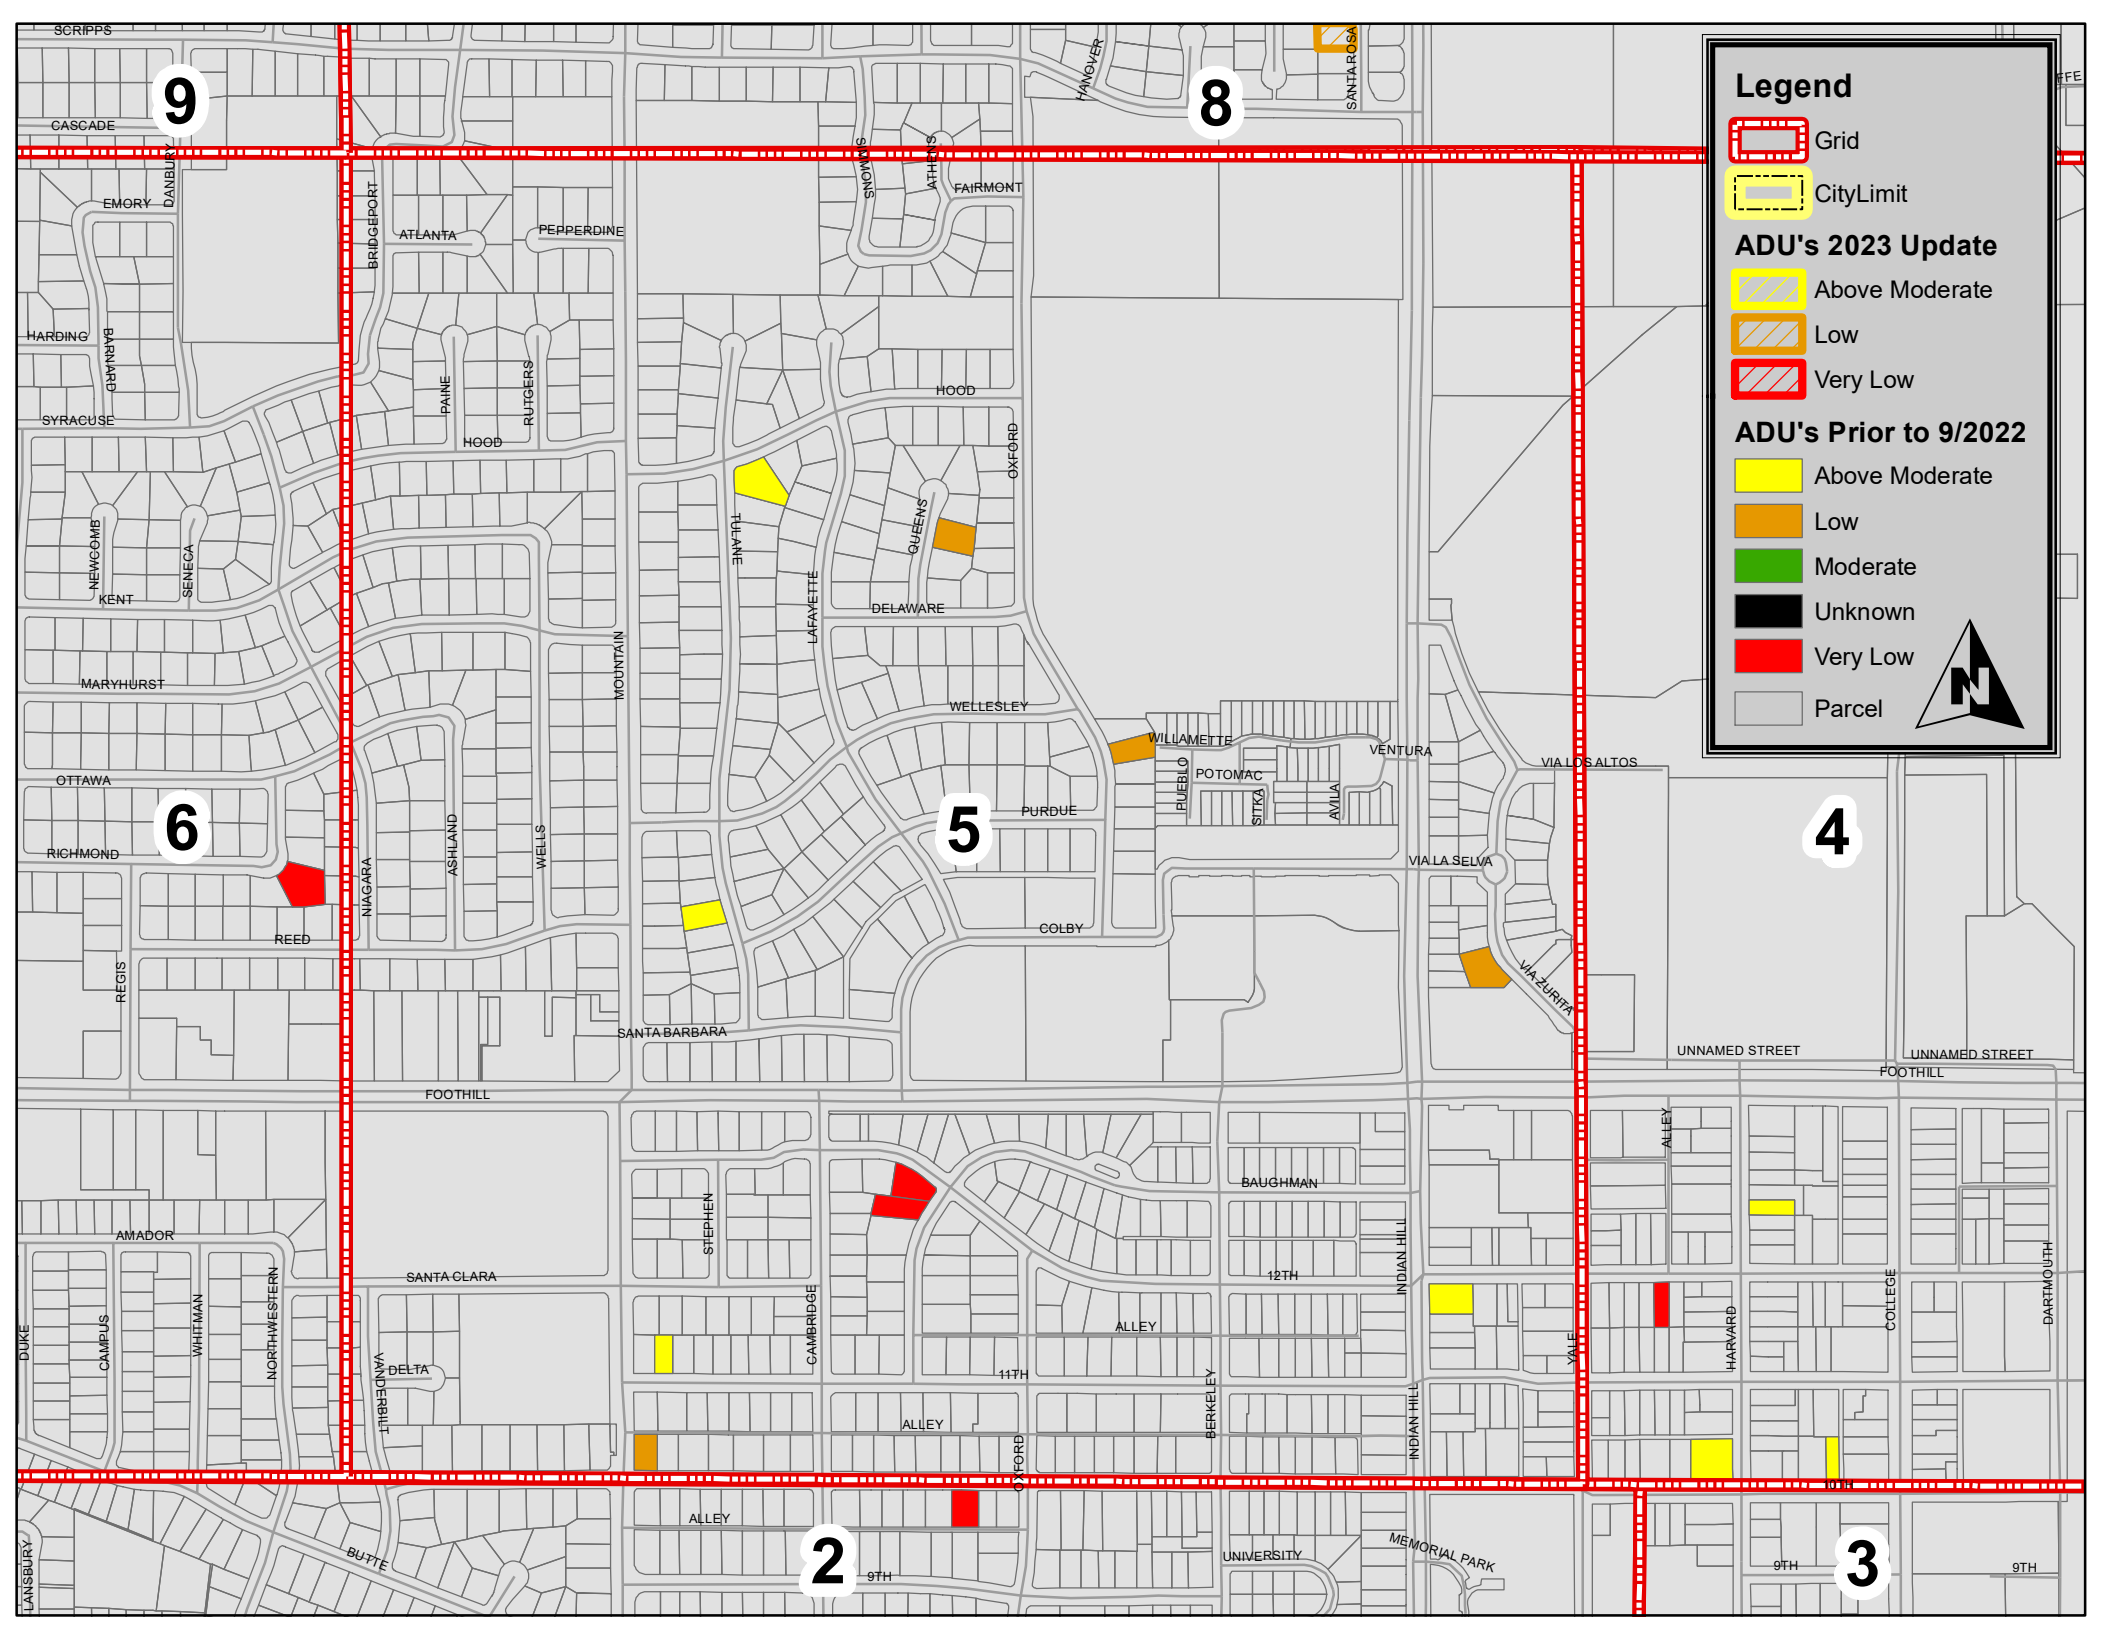 SCRIPPS
HANOVER
SANTA ROSA
9
8
CASCADE
DANBURY
SIMMONS
ATHENS
FAIRMONT
EMORY
BRIDGEPORT
ATLANTA
PEPPERDINE
HARDING
BARNARD
PAINE
RUTGERS
HOOD
SYRACUSE
HOOD
OXFORD
NEWCOMB
SENECA
TULANE
QUEENS
KENT
LAFAYETTE
DELAWARE
MOUNTAIN
MARYHURST
WELLESLEY
WILLAMETTE
VENTURA
VIA LOS ALTOS
OTTAWA
PUEBLO
POTOMAC
SITKA
AVILA
6
5
4
PURDUE
RICHMOND
NIAGARA
ASHLAND
WELLS
VIA LA SELVA
REED
COLBY
REGIS
VIA ZURITA
SANTA BARBARA
UNNAMED STREET
UNNAMED STREET
FOOTHILL
FOOTHILL
ALLEY
BAUGHMAN
STEPHEN
AMADOR
INDIAN HILL
SANTA CLARA
12TH
DARTMOUTH
DUKE
CAMPUS
WHITMAN
NORTHWESTERN
CAMBRIDGE
ALLEY
YALE
HARVARD
COLLEGE
VANDERBILT
DELTA
11TH
BERKELEY
ALLEY
INDIAN HILL
OXFORD
10TH
ALLEY
LANSBURY
BUTTE
2
9TH
UNIVERSITY
MEMORIAL PARK
9TH
3
9TH
Legend
Grid
CityLimit
ADU's 2023 Update
Above Moderate
Low
Very Low
ADU's Prior to 9/2022
Above Moderate
Low
Moderate
Unknown
Very Low
Parcel
N